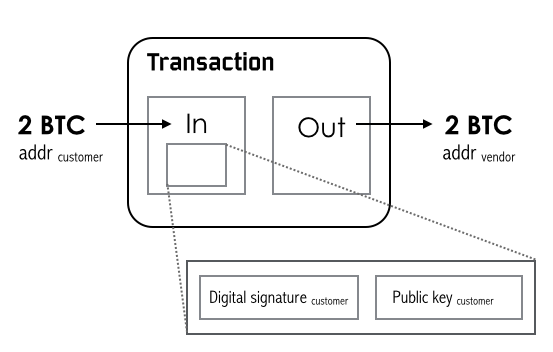 Transaction
2 BTC
addr customer
In
Out
2 BTC
addr vendor
Digital signature customer
Public key customer